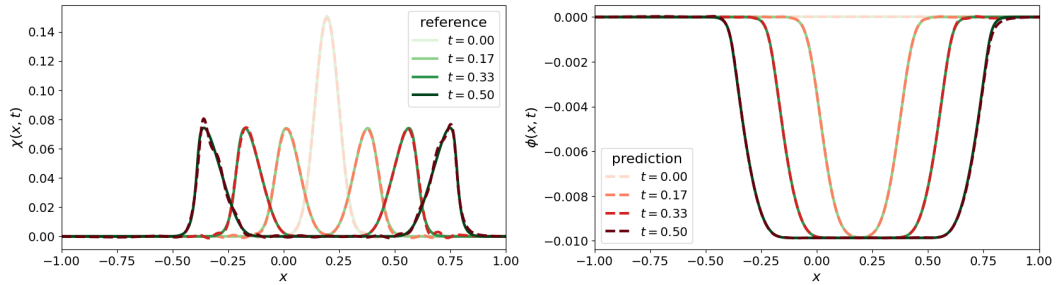 reference
t = 0.00
t = 0.17
t = 0.33
t = 0.50
χ(x, t)
0.14
0.12
0.10
0.08
0.06
0.04
0.02
0.00
−1.00 −0.75 −0.50 −0.25 0.00 0.25 0.50 0.75 1.00
x
ϕ(x, t)
0.000
−0.002
−0.004
−0.006
−0.008
−0.010
prediction
t = 0.00
t = 0.17
t = 0.33
t = 0.50
−1.00 −0.75 −0.50 −0.25 0.00 0.25 0.50 0.75 1.00
x